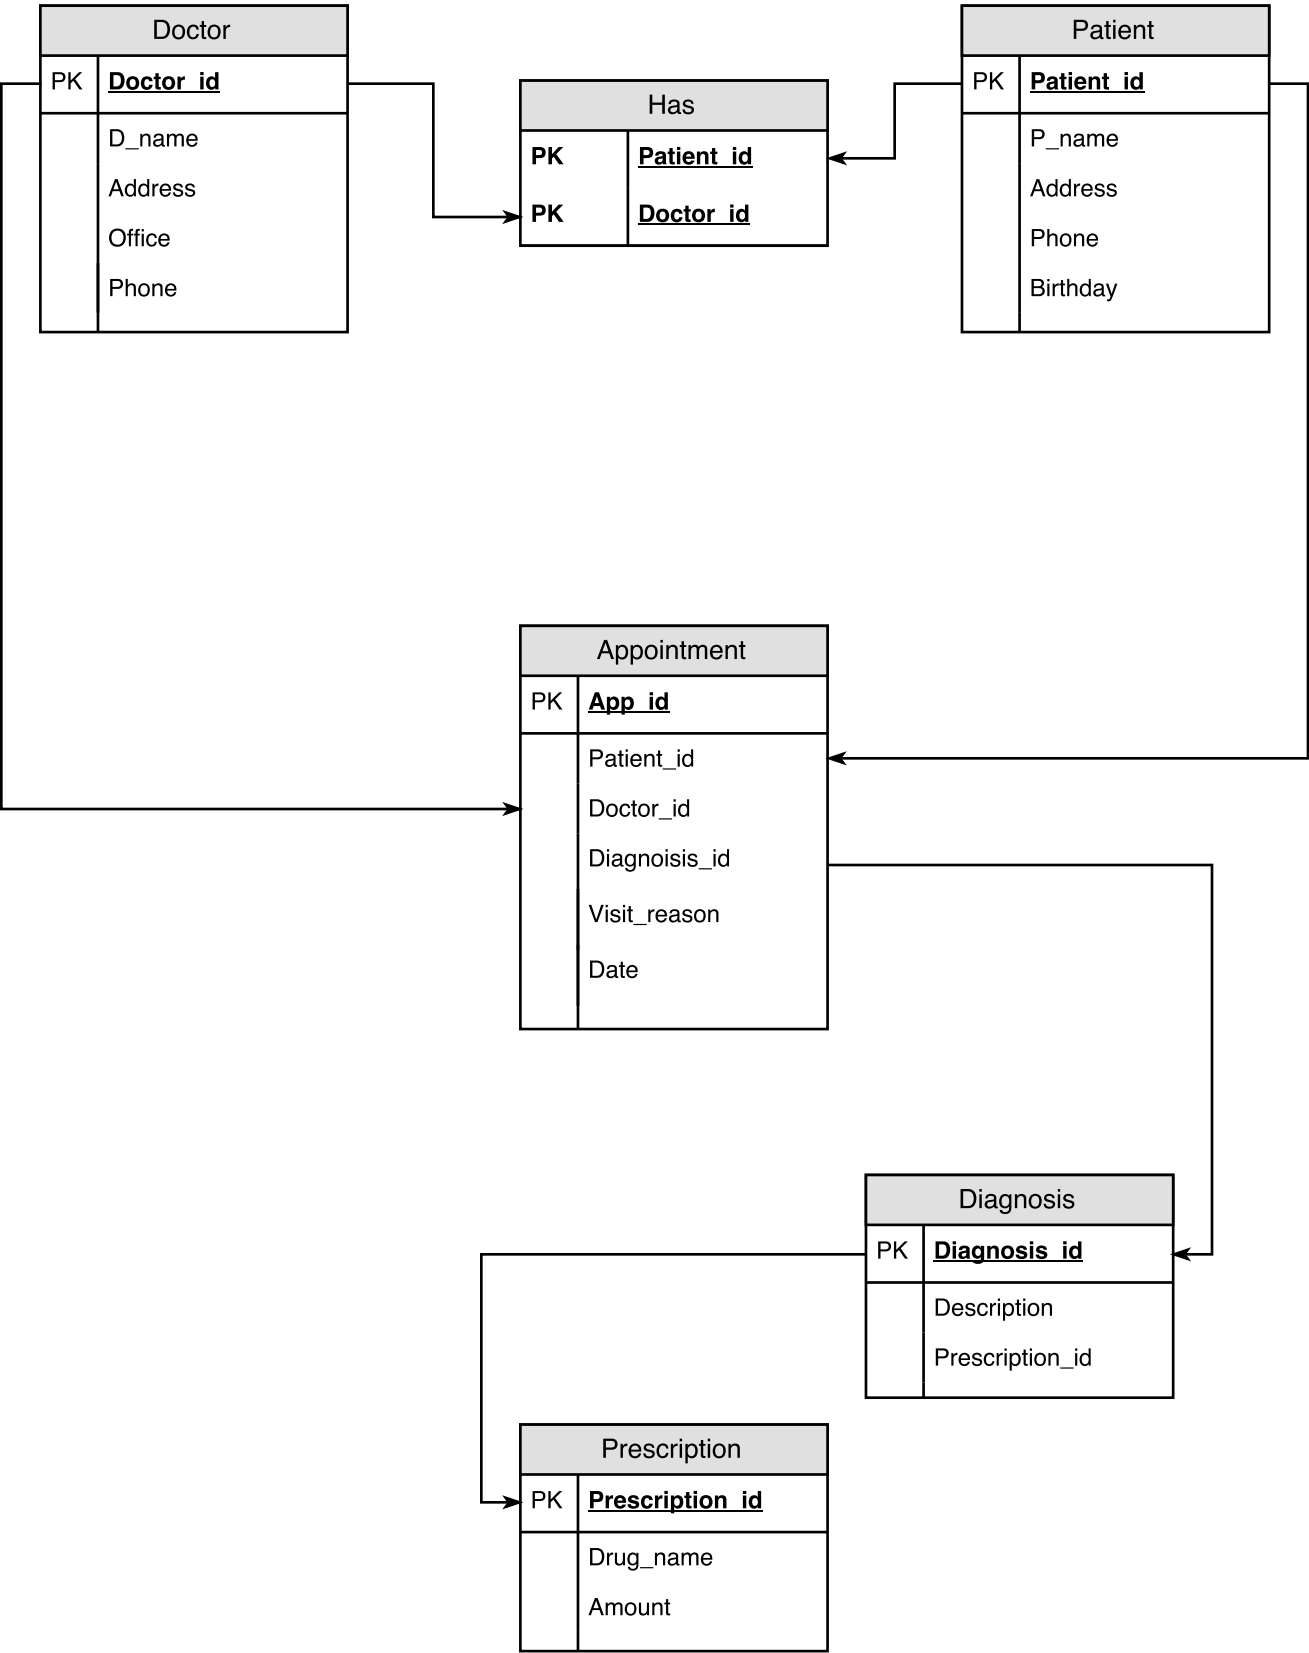 Doctor
PK Doctor_id
D_name
Address
Office
Phone
Has
PK Patient_id
PK Doctor_id
Patient
PK Patient_id
P_name
Address
Phone
Birthday
Appointment
PK App_id
Patient_id
Doctor_id
Diagnoisis_id
Visit_reason
Date
Diagnosis
PK Diagnosis_id
Description
Prescription_id
Prescription
PK Prescription_id
Drug_name
Amount